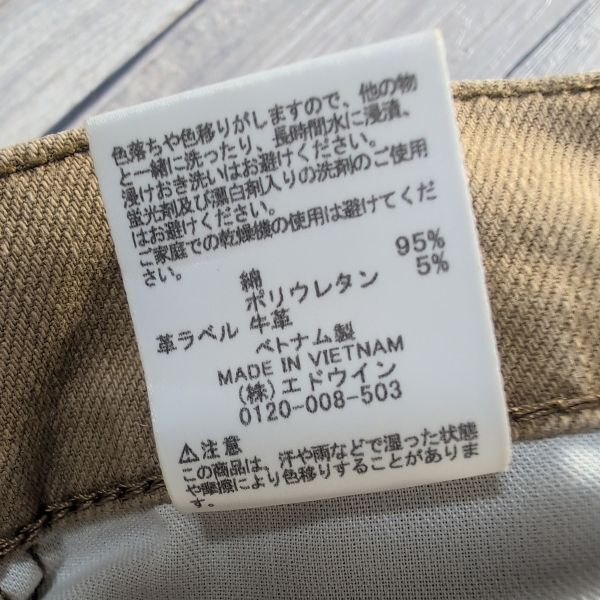 色落ちや色移りがしますので、他の物
と一緒に洗ったり、長時間水に浸漬、
浸けおき洗いはお避けください。
蛍光剤及び漂白剤入りの洗剤のご使用
はお避けください。
ご家庭での乾燥機の使用は避けてくだ
さい。
綿 95%
ポリウレタン 5%
革ラベル 牛革
ベトナム製
MADE IN VIETNAM
(株)エドウイン
0120-008-503
⚠注意
この商品は、汗や雨などで湿った状態
や摩擦により色移りすることがありま
す。